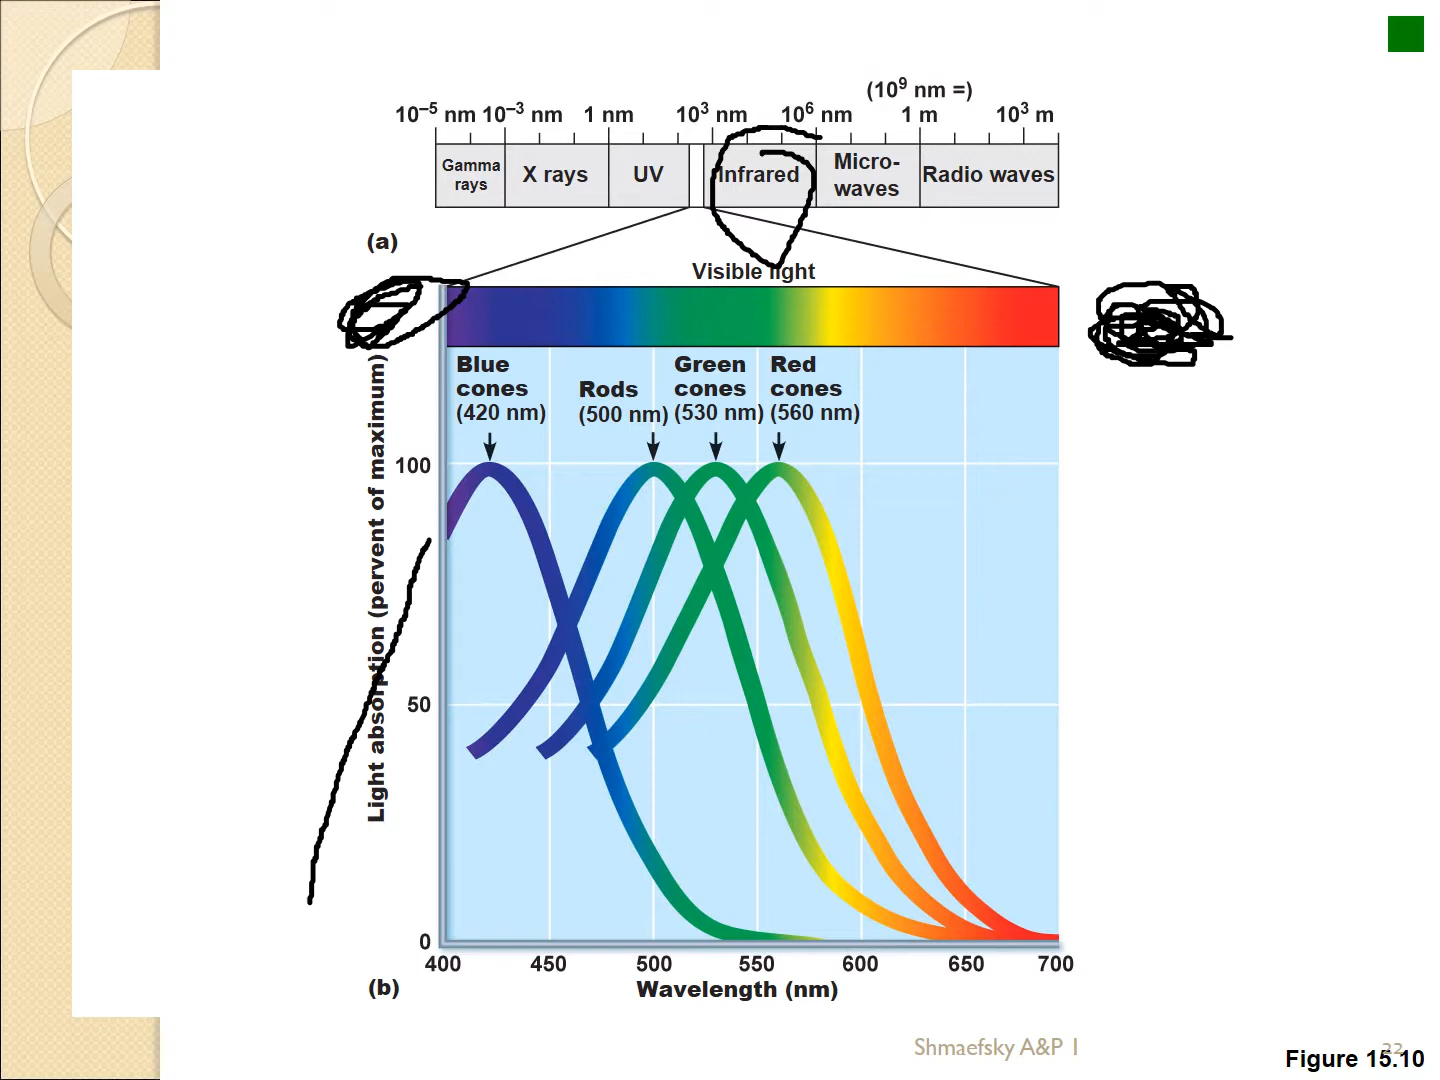 (10⁹ nm =)
10⁻⁵ nm 10⁻³ nm 1 nm 10³ nm 10⁶ nm 1 m 10³ m
Gamma rays X rays UV Infrared Micro-waves Radio waves
(a)
Visible light
Blue cones (420 nm)
Rods (500 nm)
Green cones (530 nm)
Red cones (560 nm)
Light absorption (pervent of maximum)
100
50
0
400 450 500 550 600 650 700
(b)
Wavelength (nm)
Shmaefsky A&P 1
22
Figure 15.10